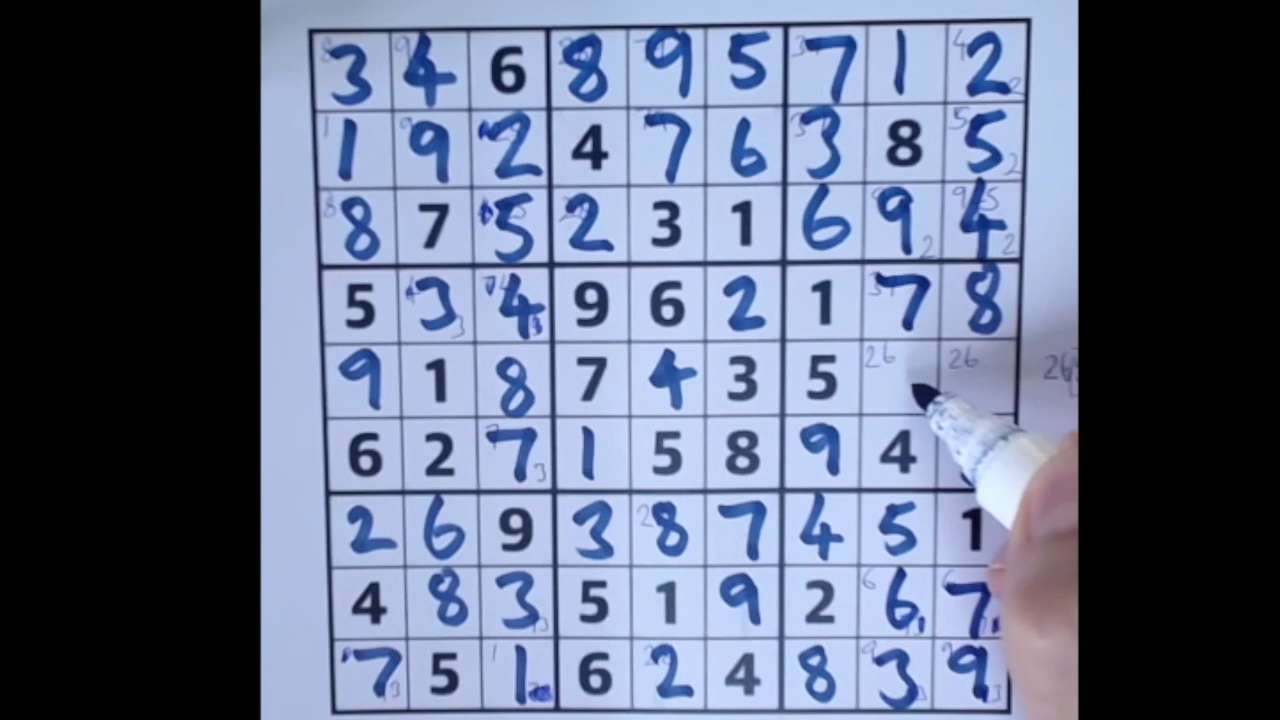 3 4 6 8 9 5 7 1 2
1 9 2 4 7 6 3 8 5
8 7 5 2 3 1 6 9 4
5 3 4 9 6 2 1 7 8
9 1 8 7 4 3 5 26 26 26
6 2 7 1 5 8 9 4
2 6 9 3 8 7 4 5 1
4 8 3 5 1 9 2 6 7
7 5 1 6 2 4 8 3 9